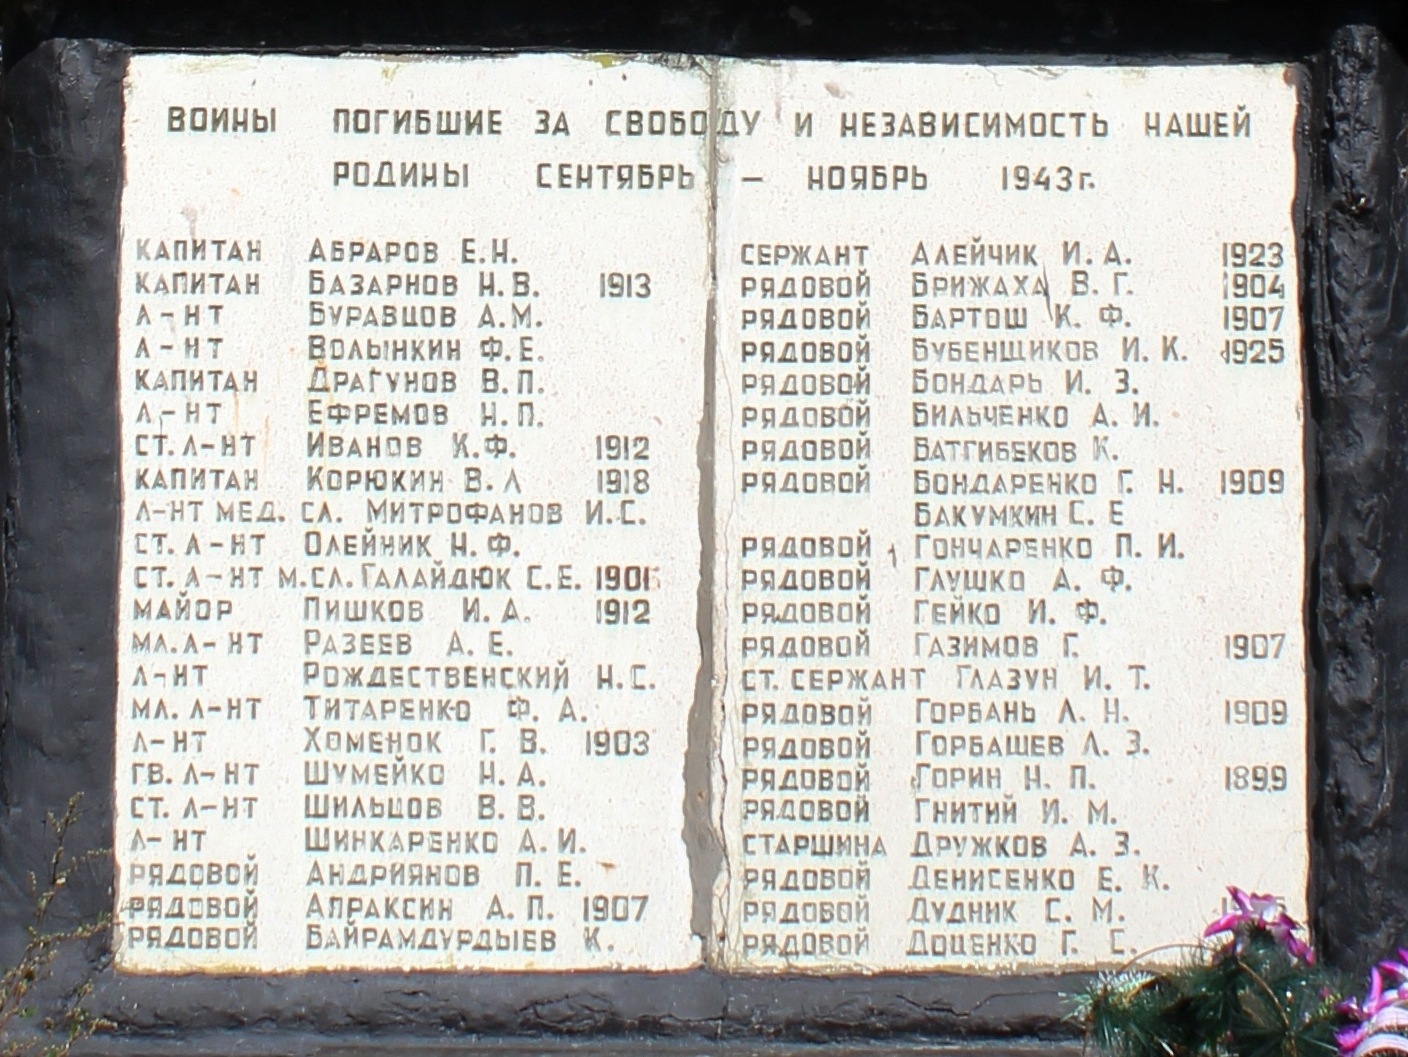 ВОИНЫ ПОГИБШИЕ ЗА СВОБОДУ И НЕЗАВИСИМОСТЬ НАШЕЙ
РОДИНЫ СЕНТЯБРЬ – НОЯБРЬ 1943г.
КАПИТАН АБРАРОВ Е.Н.
КАПИТАН БАЗАРНОВ Н.В. 1913
Л-НТ БУРАВЦОВ А.М.
Л-НТ ВОЛЫНКИН Ф.Е.
КАПИТАН ДРАГУНОВ В.П.
Л-НТ ЕФРЕМОВ Н.П.
СТ. Л-НТ ИВАНОВ К.Ф. 1912
КАПИТАН КОРЮКИН В.Л 1918
Л-НТ МЕД. СЛ. МИТРОФАНОВ И.С.
СТ. Л-НТ ОЛЕЙНИК Н.Ф.
СТ. Л-НТ М.СЛ. ГАЛАЙДЮК С.Е.
МАЙОР ПИШКОВ И.А. 1912
МЛ. Л-НТ РАЗЕЕВ А.Е.
Л-НТ РОЖДЕСТВЕНСКИЙ Н.С.
МЛ. Л-НТ ТИТАРЕНКО Ф.А.
Л-НТ ХОМЕНОК Г.В. 1903
ГВ. Л-НТ ШУМЕЙКО Н.А.
СТ. Л-НТ ШИЛЬЦОВ В.В.
Л-НТ ШИНКАРЕНКО А.И.
РЯДОВОЙ АНДРИЯНОВ П.Е.
РЯДОВОЙ АПРАКСИН А.П. 1907
РЯДОВОЙ БАЙРАМДУРДЫЕВ К.
СЕРЖАНТ АЛЕЙЧИК И.А. 1923
РЯДОВОЙ БРИЖАХА В.Г. 1904
РЯДОВОЙ БАРТОШ К.Ф. 1907
РЯДОВОЙ БУБЕНЩИКОВ И.К. 1925
РЯДОВОЙ БОНДАРЬ И.З.
РЯДОВОЙ БИЛЬЧЕНКО А.И.
РЯДОВОЙ БАТГИБЕКОВ К.
РЯДОВОЙ БОНДАРЕНКО Г.Н. 1909
БАКУМКИН С.Е
РЯДОВОЙ ГОНЧАРЕНКО П.И.
РЯДОВОЙ ГЛУШКО А.Ф.
РЯДОВОЙ ГЕЙКО И.Ф.
РЯДОВОЙ ГАЗИМОВ Г. 1907
СТ. СЕРЖАНТ ГЛАЗУН И.Т.
РЯДОВОЙ ГОРБАНЬ Л.Н. 1909
РЯДОВОЙ ГОРБАШЕВ Л.З.
РЯДОВОЙ ГОРИН Н.П. 1899
РЯДОВОЙ ГНИТИЙ И.М.
СТАРШИНА ДРУЖКОВ А.З.
РЯДОВОЙ ДЕНИСЕНКО Е.К.
РЯДОВОЙ ДУДНИК С.М.
РЯДОВОЙ ДОЦЕНКО Г.С.